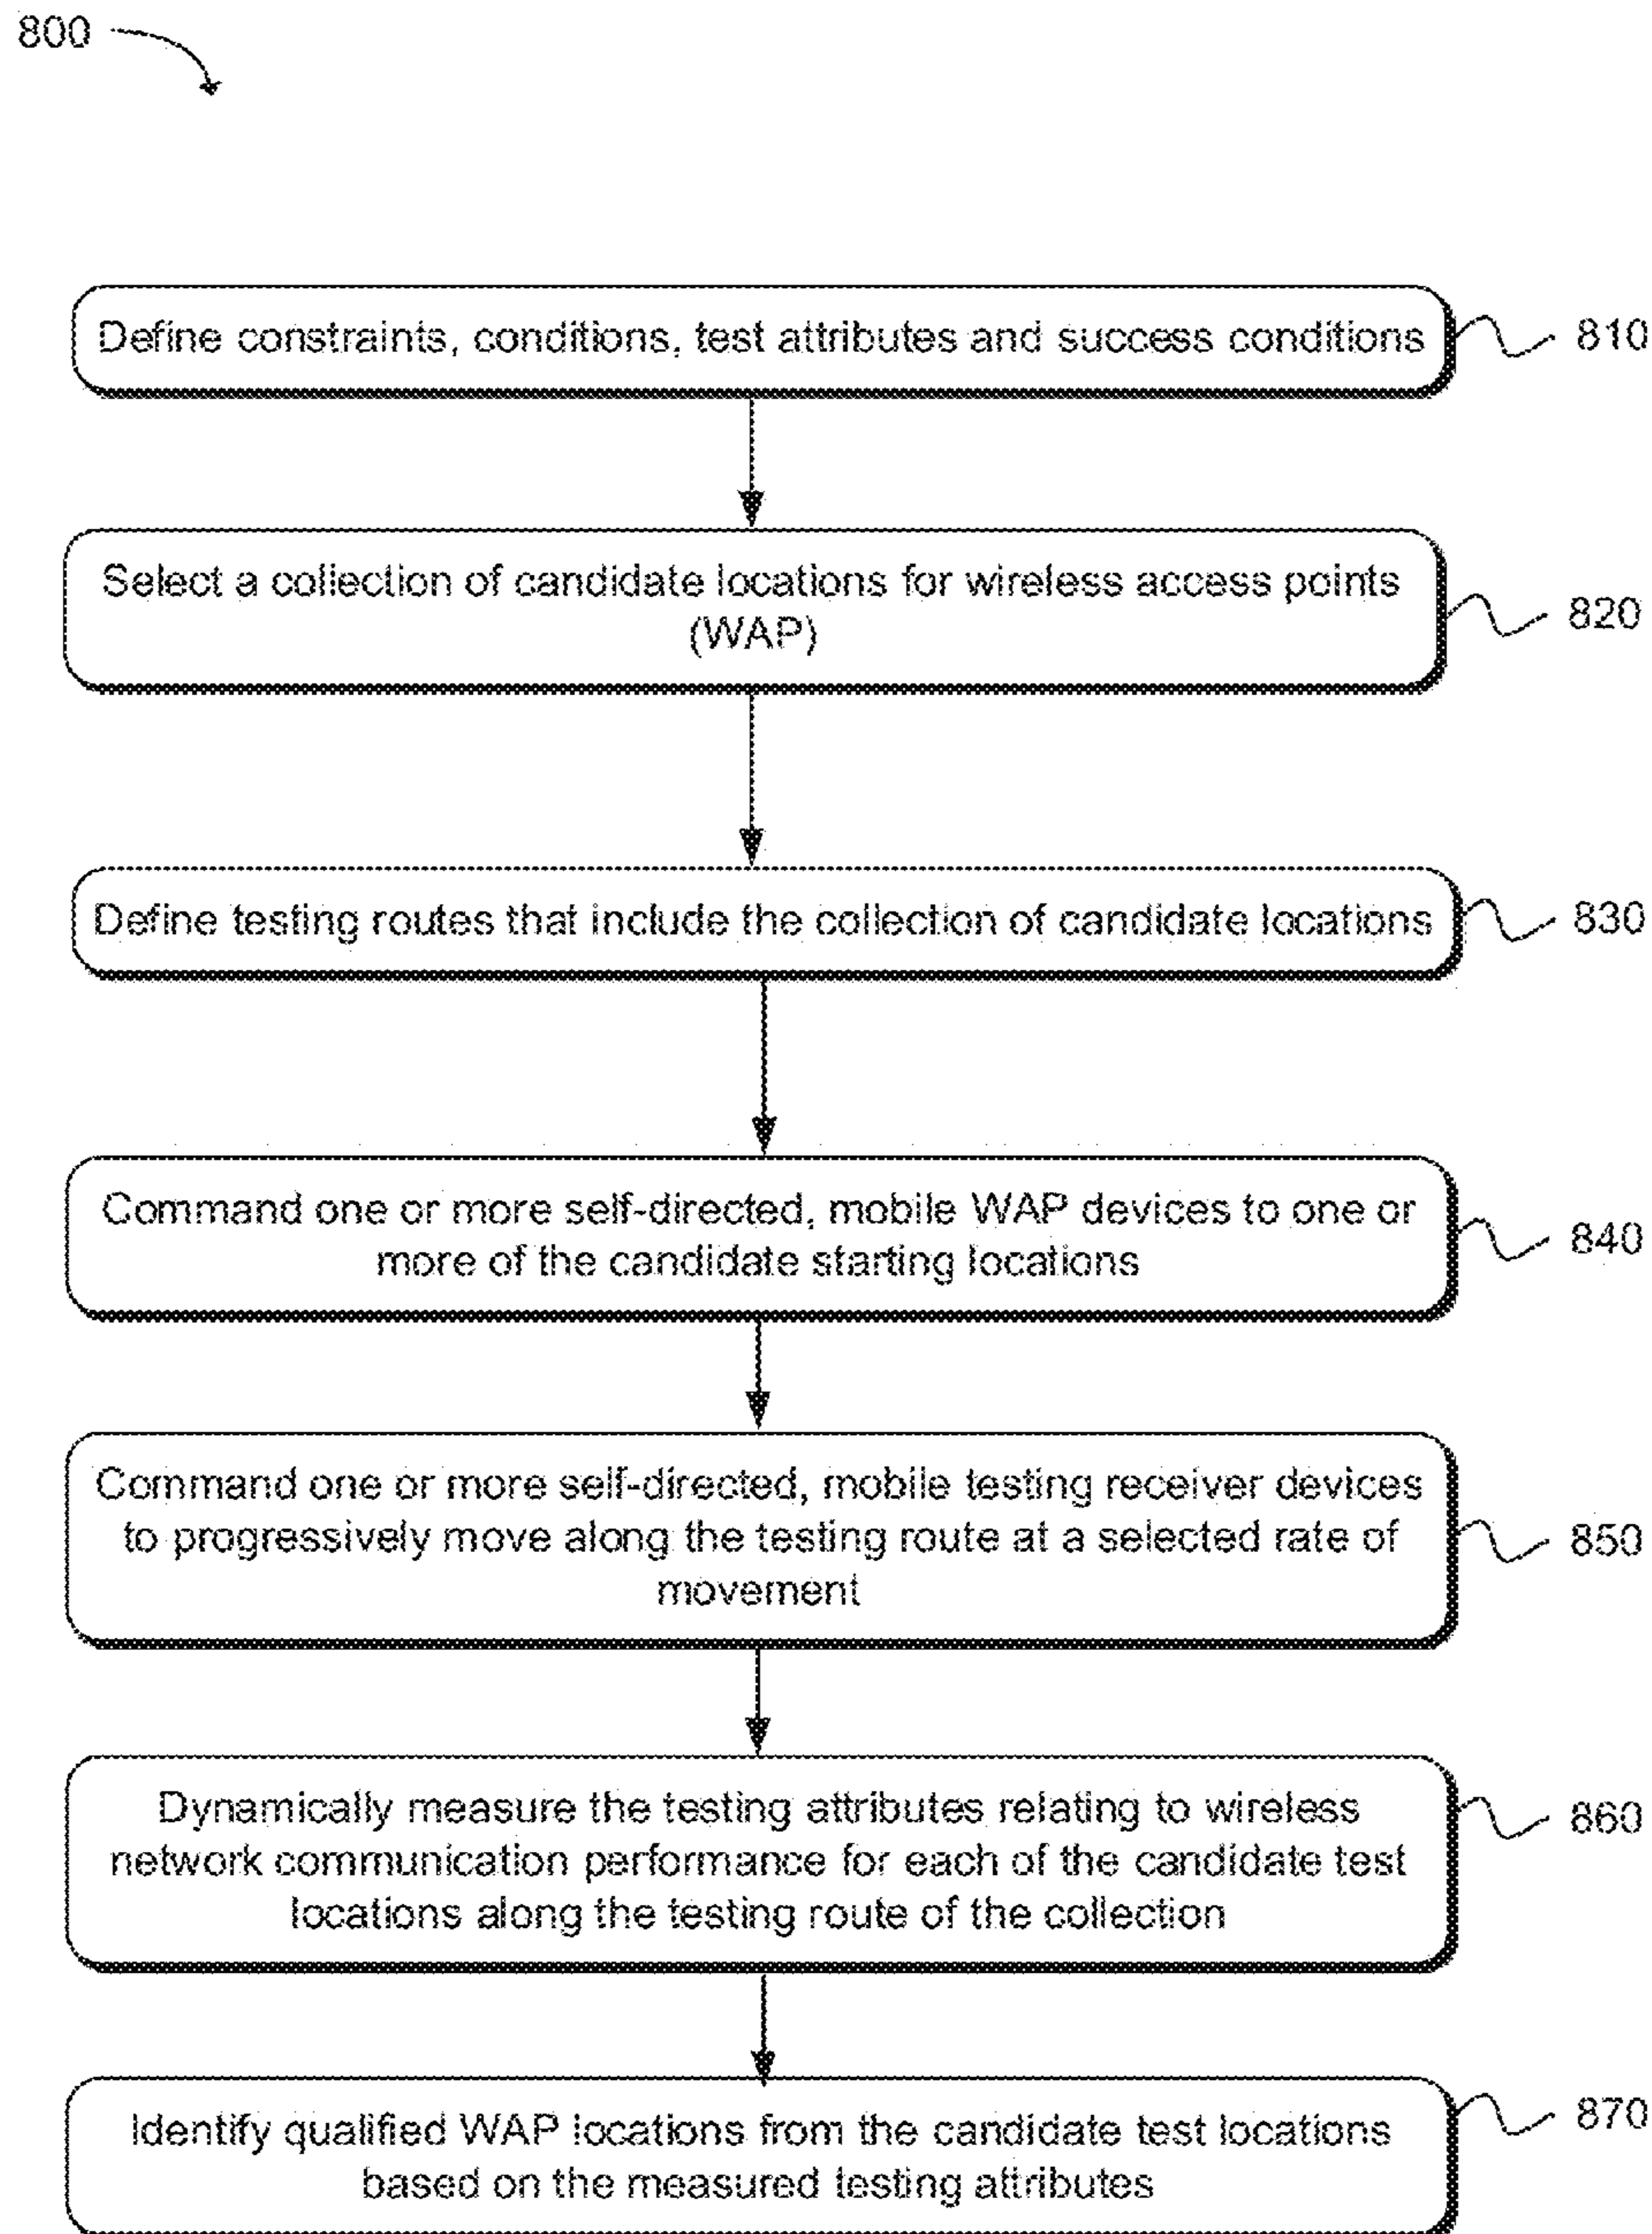 800
Define constraints, conditions, test attributes and success conditions
810
Select a collection of candidate locations for wireless access points
(WAP)
820
Define testing routes that include the collection of candidate locations
830
Command one or more self-directed, mobile WAP devices to one or
more of the candidate starting locations
840
Command one or more self-directed, mobile testing receiver devices
to progressively move along the testing route at a selected rate of
movement
850
Dynamically measure the testing attributes relating to wireless
network communication performance for each of the candidate test
locations along the testing route of the collection
860
Identify qualified WAP locations from the candidate test locations
based on the measured testing attributes
870